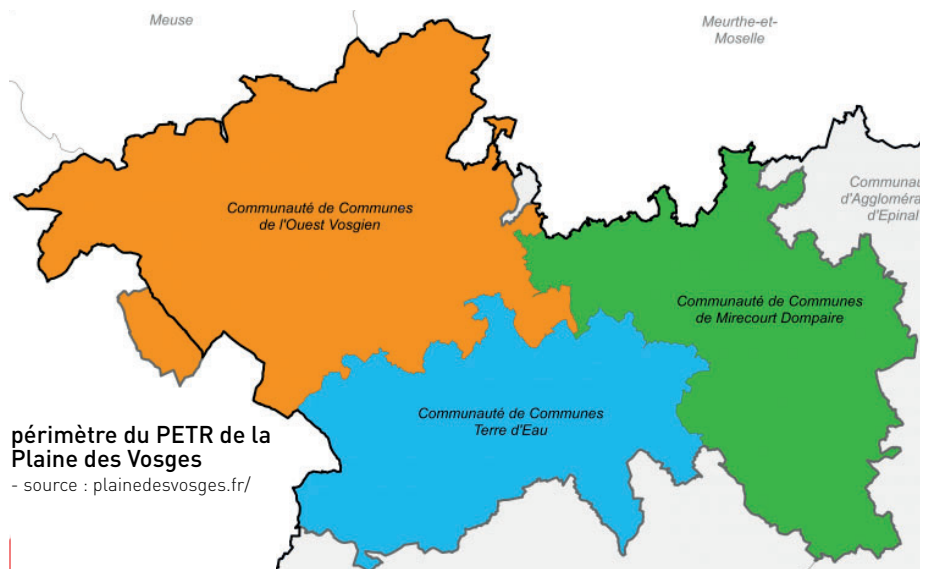 Meuse
Meurthe-et-
Moselle
Communauté de Communes
de l'Ouest Vosgien
Communau
d'Aggloméra
d'Epinal
Communauté de Communes
de Mirecourt Dompaire
Communauté de Communes
Terre d'Eau
périmètre du PETR de la
Plaine des Vosges
- source : plainedesvosges.fr/